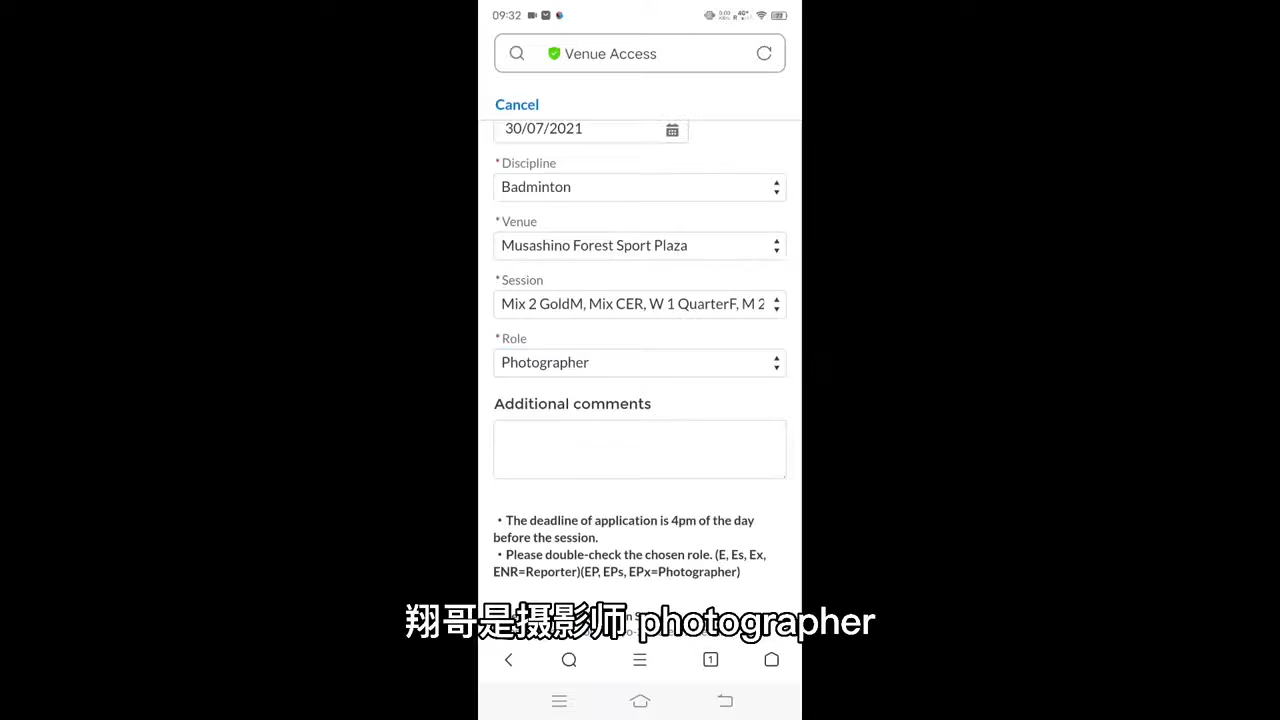 09:32
Venue Access
Cancel
30/07/2021
*Discipline
Badminton
*Venue
Musashino Forest Sport Plaza
*Session
Mix 2 GoldM, Mix CER, W 1 QuarterF, M 2
*Role
Photographer
Additional comments
・The deadline of application is 4pm of the day
before the session.
・Please double-check the chosen role. (E, Es, Ex,
ENR=Reporter)(EP, EPs, EPx=Photographer)
翔哥是摄影师 photographer
1